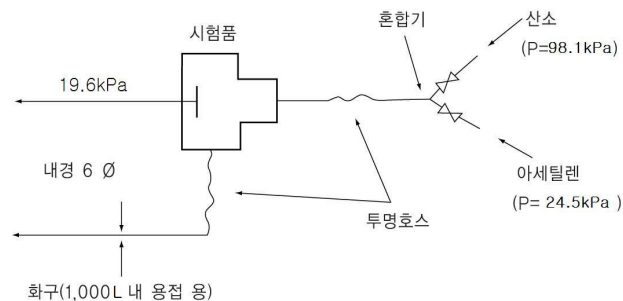 혼합기
산소
시험품
(P=98.1kPa)
19.6kPa
내경 6 Ø
아세틸렌
(P= 24.5kPa )
투명호스
화구(1,000L 내 용접 용)